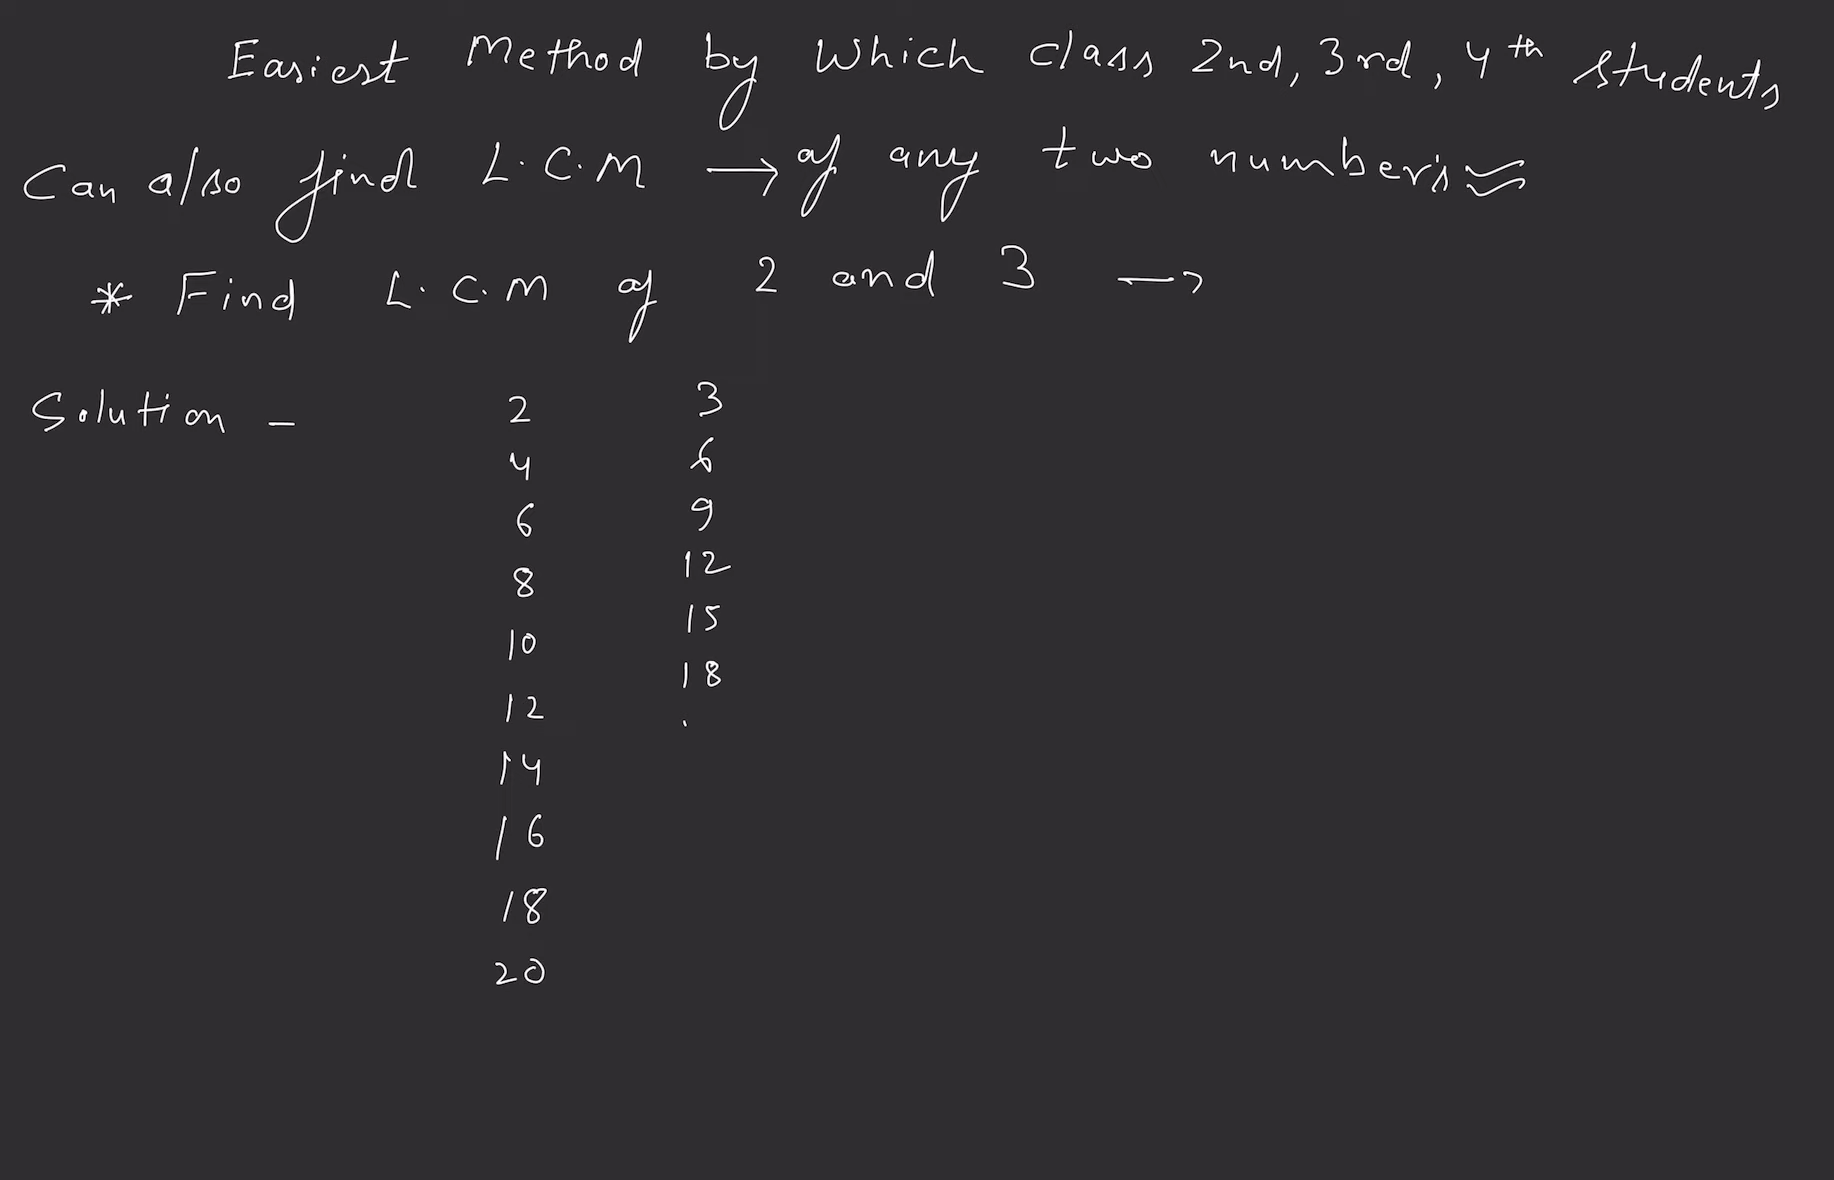 Easiest Method by Which class 2nd, 3rd, 4th students
Can also find L.C.M → of any two number's
* Find L.C.M of 2 and 3 →
Solution - 2 3
4 6
6 9
8 12
10 15
12 18
14 .
16
18
20